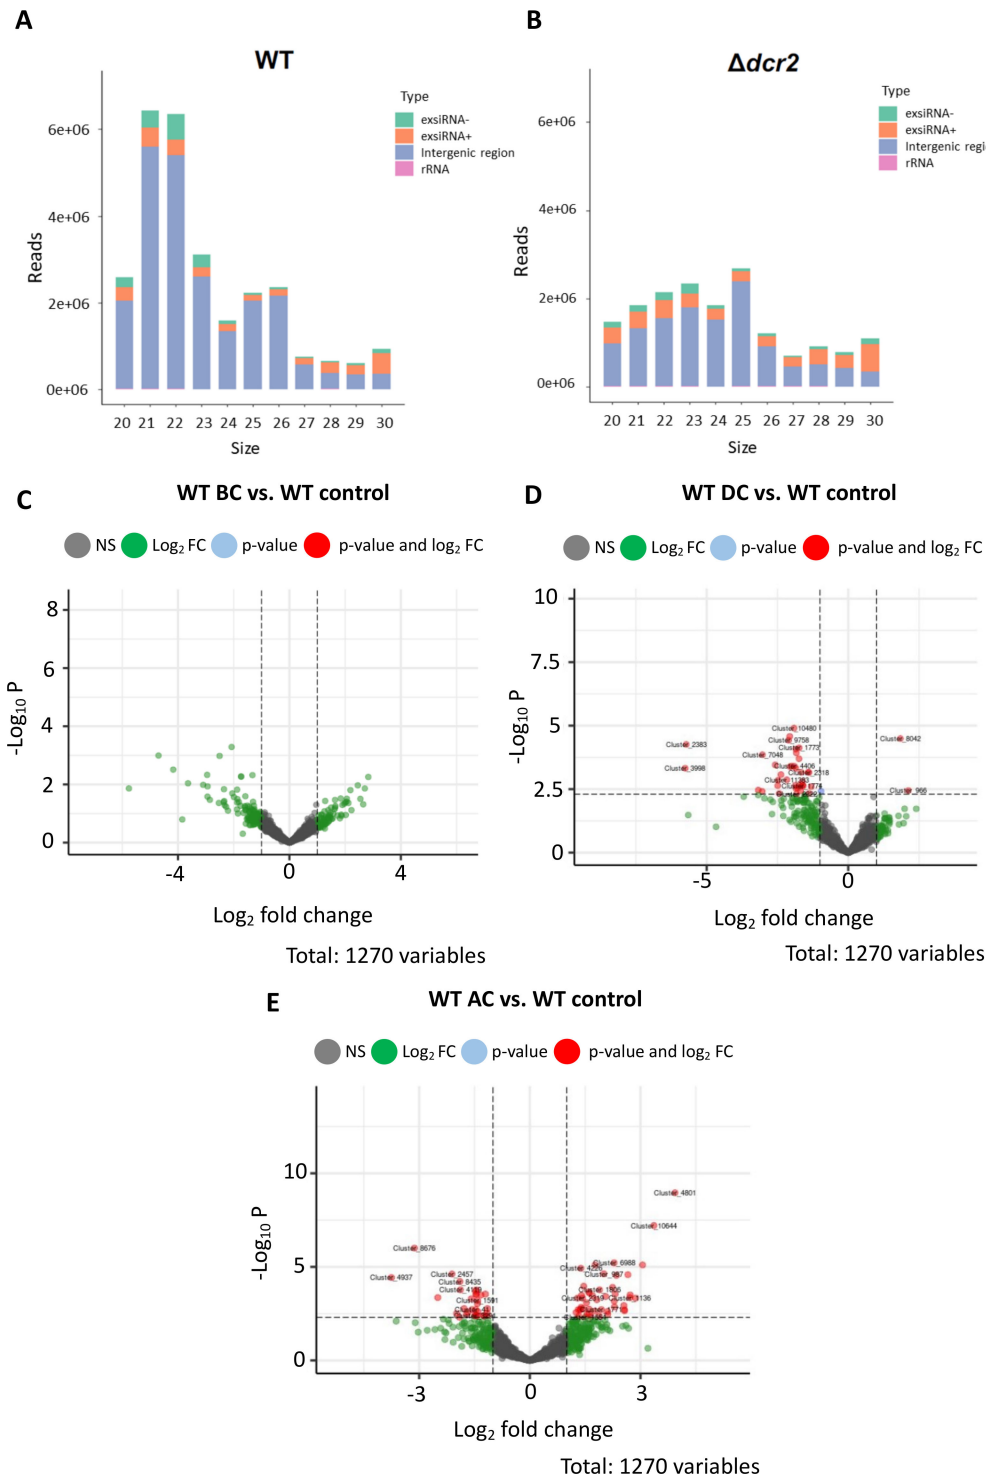 A
WT
Type
exsiRNA-
exsiRNA+
Intergenic region
rRNA
Reads
6e+06
4e+06
2e+06
0e+06
20 21 22 23 24 25 26 27 28 29 30
Size
B
Δdcr2
Type
exsiRNA-
exsiRNA+
Intergenic regi
rRNA
Reads
6e+06
4e+06
2e+06
0e+06
20 21 22 23 24 25 26 27 28 29 30
Size
C
WT BC vs. WT control
NS Log2 FC p-value p-value and log2 FC
-Log10 P
8
6
4
2
0
-4 0 4
Log2 fold change
Total: 1270 variables
D
WT DC vs. WT control
NS Log2 FC p-value p-value and log2 FC
-Log10 P
10
7.5
5
2.5
0
Cluster_10480
Cluster_9758
Cluster_8042
Cluster_2383
Cluster_1773
Cluster_7048
Cluster_3998
Cluster_4406
Cluster_2318
Cluster_11383
Cluster_966
-5 0
Log2 fold change
Total: 1270 variables
E
WT AC vs. WT control
NS Log2 FC p-value p-value and log2 FC
-Log10 P
10
5
0
Cluster_4801
Cluster_10644
Cluster_8676
Cluster_6988
Cluster_4226
Cluster_2457
Cluster_987
Cluster_4937
Cluster_8435
Cluster_1591
Cluster_1136
-3 0 3
Log2 fold change
Total: 1270 variables